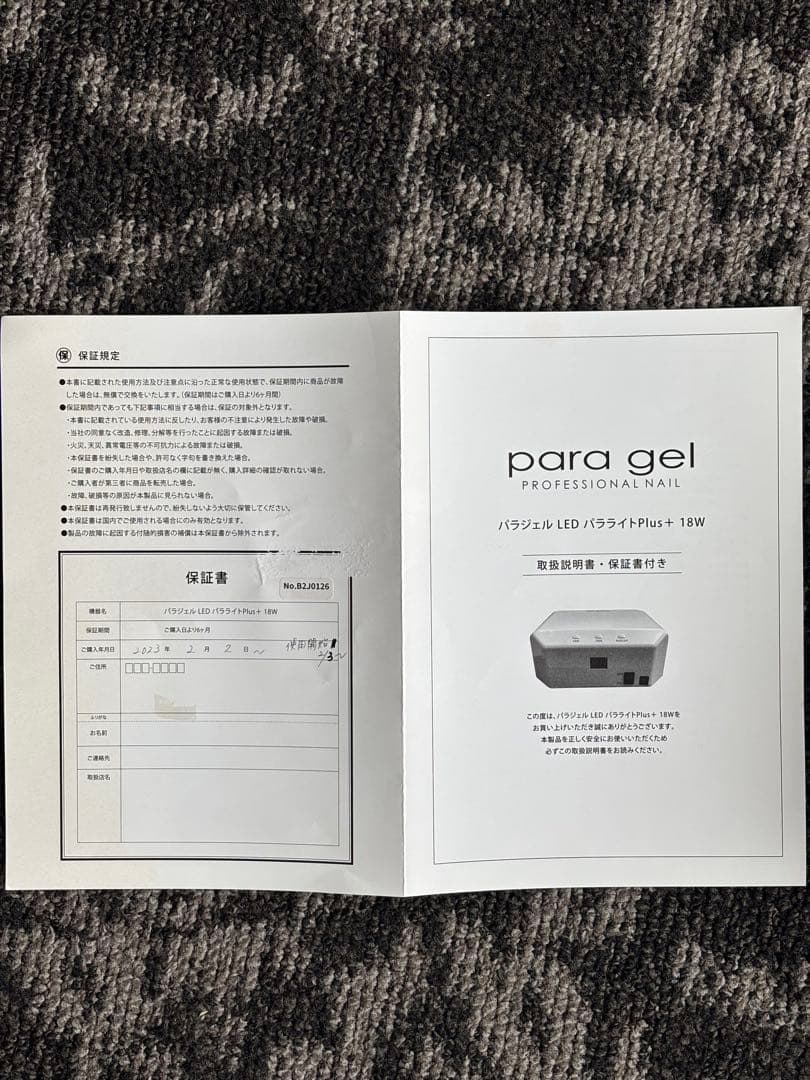 保 保証規定
●本書に記載された使用方法及び注意点に沿った正常な使用状態で、保証期間内に商品が故障
した場合は、無償で交換をいたします。(保証期間はご購入日より6ヶ月間)
●保証期間内であっても下記事項に相当する場合は、保証の対象外となります。
・本書に記載されている使用方法に反したり、お客様の不注意により発生した故障や破損。
・当社の同意なく改造、修理、分解等を行ったことに起因する故障または破損。
・火災、天災、異常電圧等の不可抗力による故障または破損。
・本保証書を紛失した場合や、許可なく字句を書き換えた場合。
・保証書のご購入年月日や取扱店名の欄に記載が無く、購入詳細の確認が取れない場合。
・ご購入者が第三者に商品を転売した場合。
・故障、破損等の原因が本製品に見られない場合。
●本保証書は再発行致しませんので、紛失しないよう大切に保管してください。
●本保証書は国内でご使用される場合にのみ有効となります。
●製品の故障に起因する付随的損害の補償は本保証書から除外されます。
保証書
No.B2J0126
機器名 パラジェル LED パラライトPlus+ 18W
保証期間 ご購入日より6ヶ月
ご購入年月日 2023 年 2 月 2 日 〜 使用開始
2/3〜
ご住所
ふりがな
お名前
ご連絡先
取扱店名
para gel
PROFESSIONAL NAIL
パラジェル LED パラライトPlus+ 18W
取扱説明書・保証書付き
この度は、パラジェル LED パラライトPlus+ 18Wを
お買い上げいただき誠にありがとうございます。
本製品を正しく安全にお使いいただくため
必ずこの取扱説明書をお読みください。